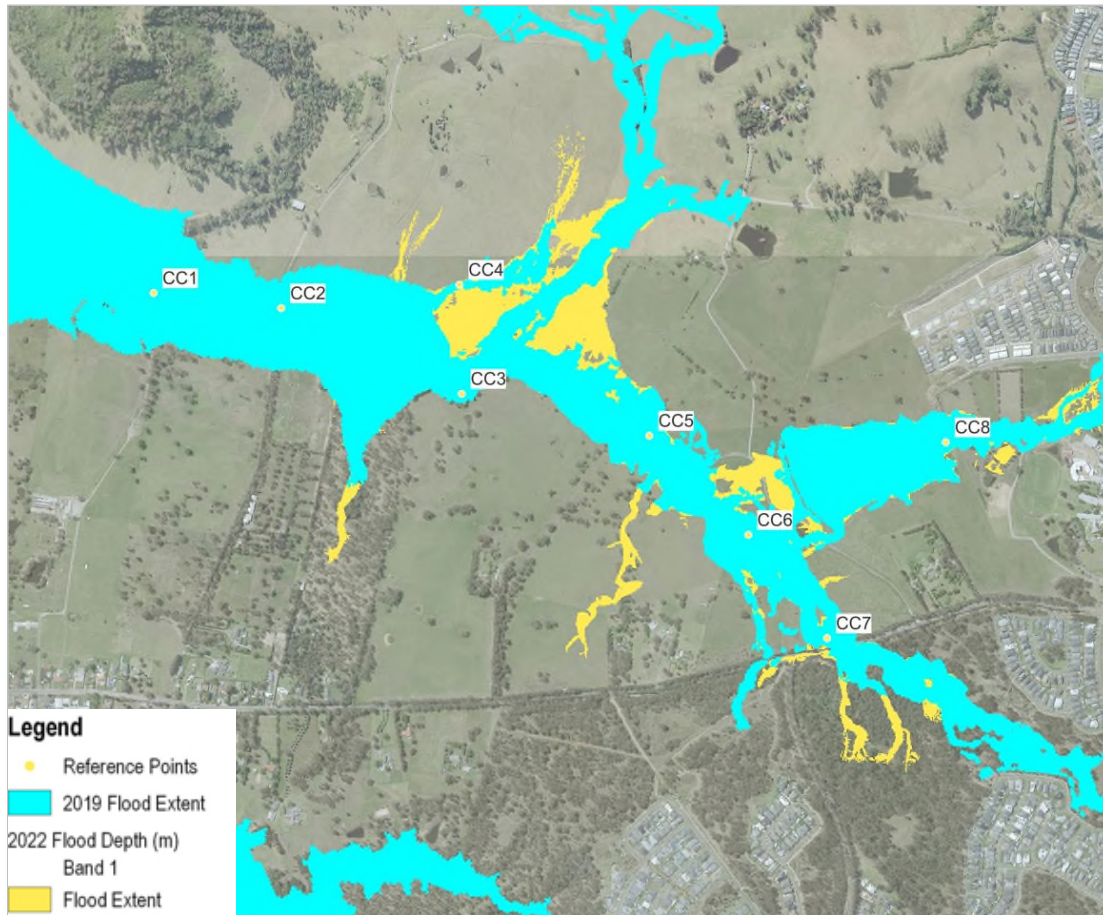 CC1
CC2
CC4
CC3
CC5
CC8
CC6
CC7
Legend
Reference Points
2019 Flood Extent
2022 Flood Depth (m)
Band 1
Flood Extent